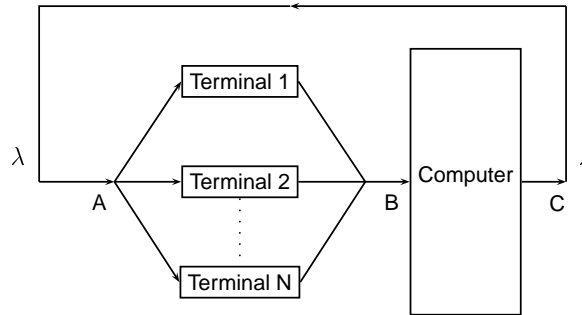 Terminal 1
λ
Terminal 2
Computer
A
B
C
Terminal N